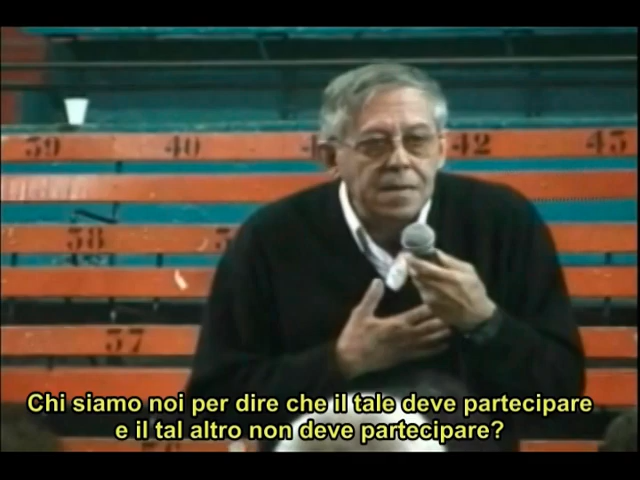 39 40 42 43
38
37
Chi siamo noi per dire che il tale deve partecipare
e il tal altro non deve partecipare?